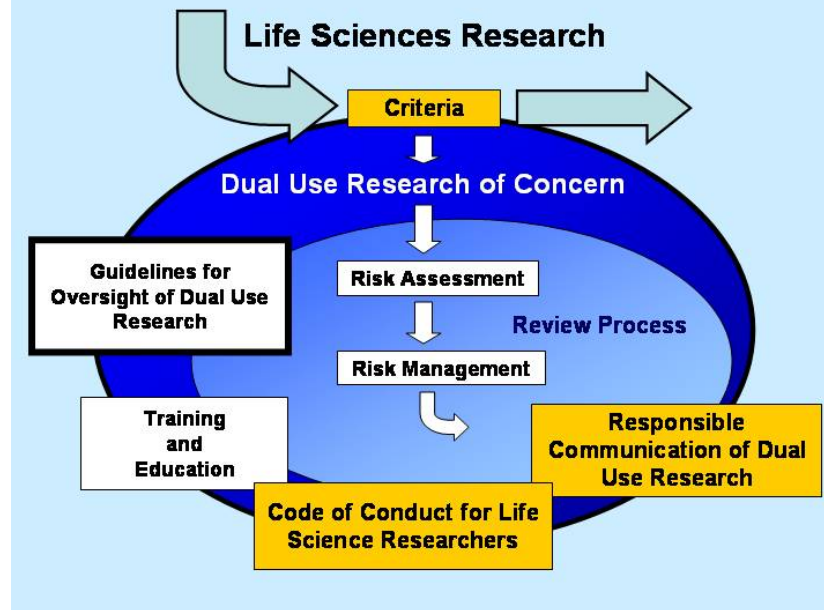 Life Sciences Research
Criteria
Dual Use Research of Concern
Guidelines for
Oversight of Dual Use
Research
Risk Assessment
Review Process
Risk Management
Training
and
Education
Responsible
Communication of Dual
Use Research
Code of Conduct for Life
Science Researchers